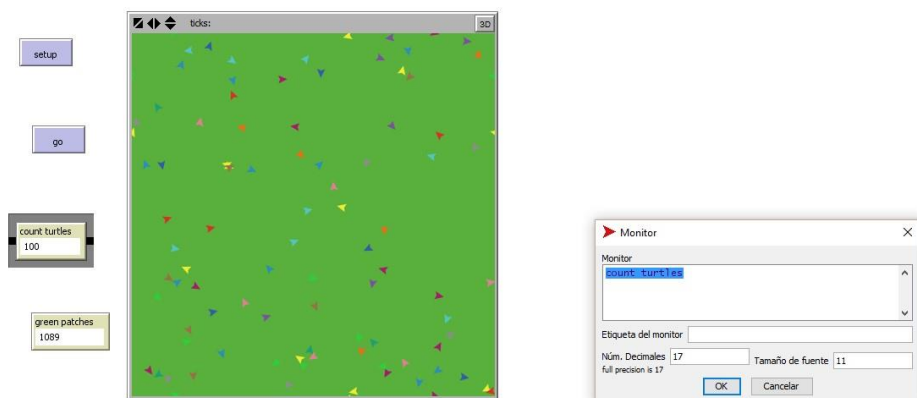 ticks:
3D
setup
go
count turtles
100
green patches
1089
Monitor
Monitor
count turtles
Etiqueta del monitor
Núm. Decimales 17
full precision is 17
Tamaño de fuente 11
OK Cancelar